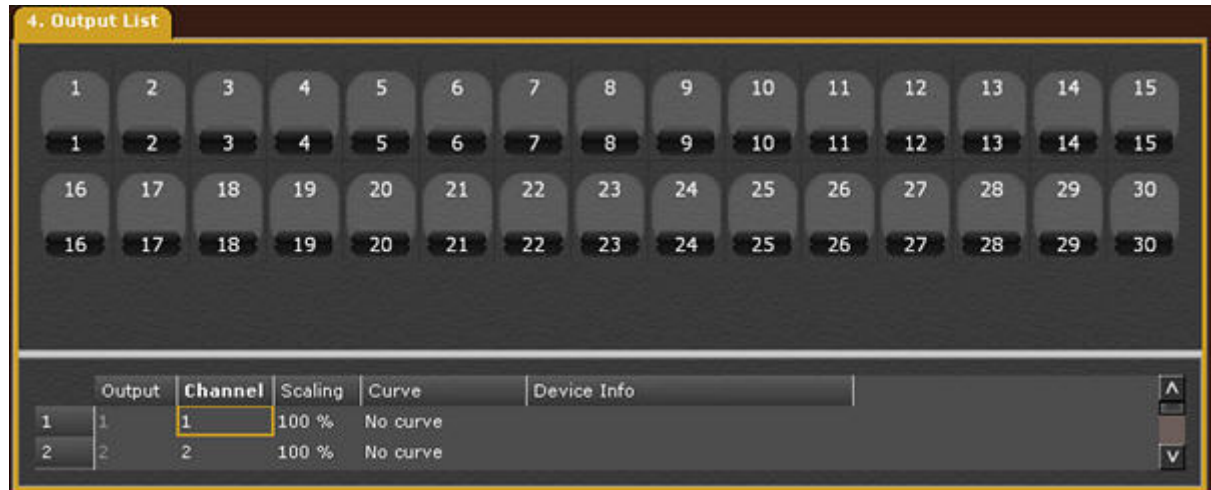 4. Output List
1 2 3 4 5 6 7 8 9 10 11 12 13 14 15
1 2 3 4 5 6 7 8 9 10 11 12 13 14 15
16 17 18 19 20 21 22 23 24 25 26 27 28 29 30
16 17 18 19 20 21 22 23 24 25 26 27 28 29 30
Output Channel Scaling Curve Device Info
1 1 1 100 % No curve
2 2 2 100 % No curve